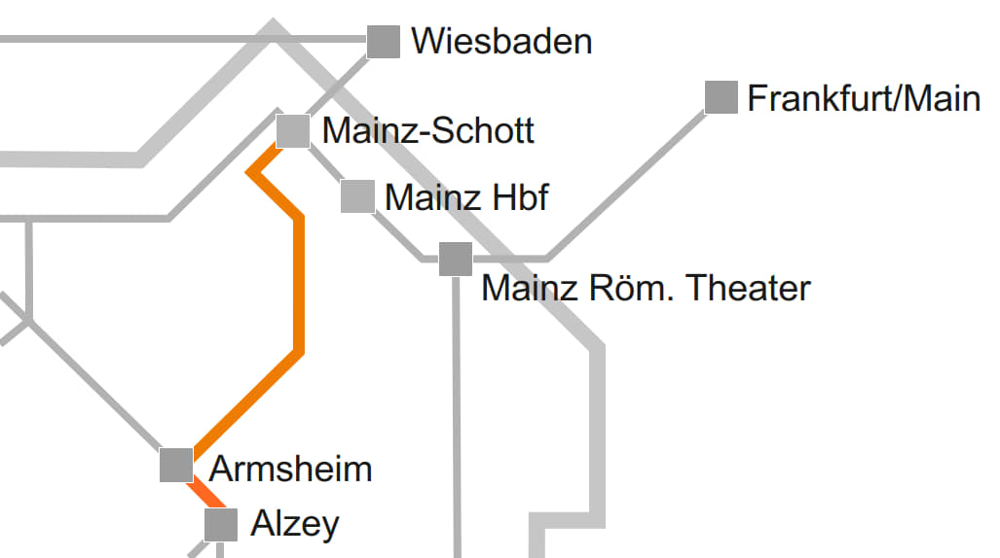 Wiesbaden
Frankfurt/Main
Mainz-Schott
Mainz Hbf
Mainz Röm. Theater
Armsheim
Alzey